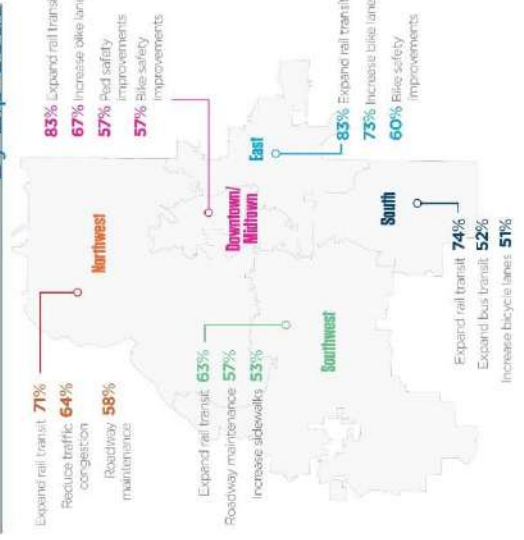 83% Expand rail transit
67% Increase bike lanes
57% Ped safety
improvements
57% Bike safety
improvements
Northwest
Expand rail transit 71%
Reduce traffic 64%
congestion
Roadway 58%
maintenance
Downtown/
Midtown
East
83% Expand rail transit
73% Increase bike lanes
60% Bike safety
improvements
Expand rail transit 63%
Roadway maintenance 57%
Increase sidewalks 53%
Southwest
South
Expand rail transit 74%
Expand bus transit 52%
Increase bicycle lanes 51%